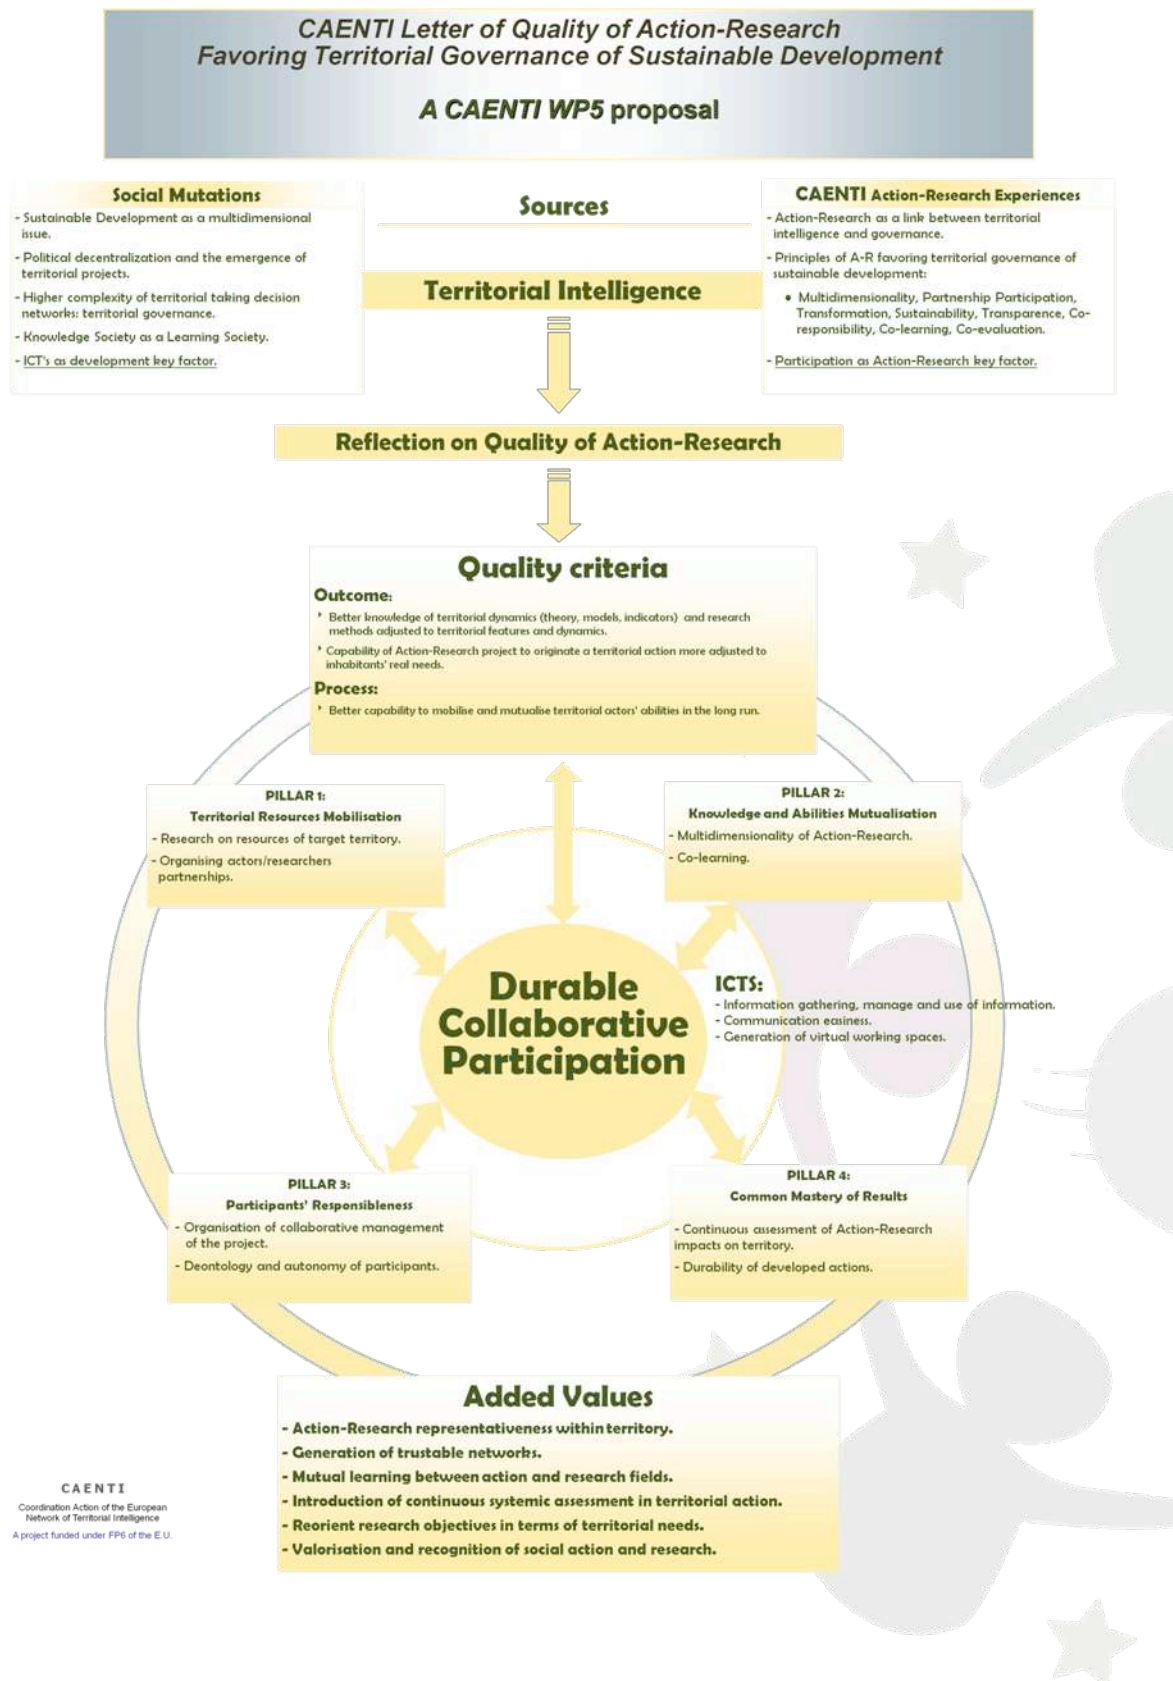 CAENTI Letter of Quality of Action-Research
Favoring Territorial Governance of Sustainable Development
A CAENTI WP5 proposal
Social Mutations
- Sustainable Development as a multidimensional
issue.
- Political decentralization and the emergence of
territorial projects.
- Higher complexity of territorial taking decision
networks: territorial governance.
- Knowledge Society as a Learning Society.
- ICT's as development key factor.
Sources
Territorial Intelligence
CAENTI Action-Research Experiences
- Action-Research as a link between territorial
intelligence and governance.
- Principles of A-R favoring territorial governance of
sustainable development:
• Multidimensionality, Partnership Participation,
Transformation, Sustainability, Transparence, Co-
responsibility, Co-learning, Co-evaluation.
- Participation as Action-Research key factor.
Reflection on Quality of Action-Research
Quality criteria
Outcome:
Better knowledge of territorial dynamics (theory, models, indicators) and research
methods adjusted to territorial features and dynamics.
Capability of Action-Research project to originate a territorial action more adjusted to
inhabitants' real needs.
Process:
Better capability to mobilise and mutualise territorial actors' abilities in the long run.
PILLAR 1:
Territorial Resources Mobilisation
- Research on resources of target territory.
- Organising actors/researchers
partnerships.
PILLAR 2:
Knowledge and Abilities Mutualisation
- Multidimensionality of Action-Research.
- Co-learning.
Durable
Collaborative
Participation
ICTS:
- Information gathering, manage and use of information.
- Communication easiness.
- Generation of virtual working spaces.
PILLAR 3:
Participants' Responsibleness
- Organisation of collaborative management
of the project.
- Deontology and autonomy of participants.
PILLAR 4:
Common Mastery of Results
- Continuous assessment of Action-Research
impacts on territory.
- Durability of developed actions.
Added Values
- Action-Research representativeness within territory.
- Generation of trustable networks.
- Mutual learning between action and research fields.
- Introduction of continuous systemic assessment in territorial action.
- Reorient research objectives in terms of territorial needs.
- Valorisation and recognition of social action and research.
CAENTI
Coordination Action of the European
Network of Territorial Intelligence
A project funded under FP6 of the E.U.